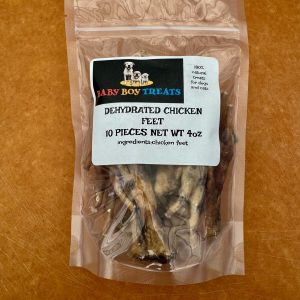 BABY BOY TREATS
100%
natural
treats
for dogs
and cats
DEHYDRATED CHICKEN
FEET
10 PIECES NET WT 4oz
ingredients:chicken feet